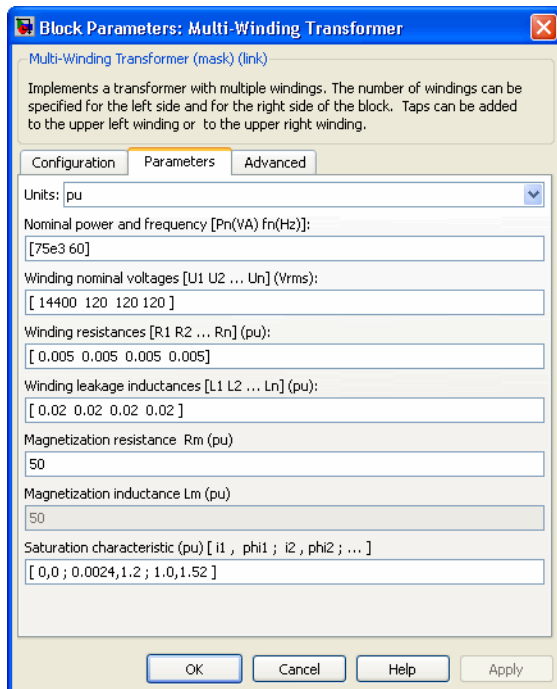 Block Parameters: Multi-Winding Transformer
Multi-Winding Transformer (mask) (link)
Implements a transformer with multiple windings. The number of windings can be
specified for the left side and for the right side of the block. Taps can be added
to the upper left winding or to the upper right winding.
Configuration Parameters Advanced
Units: pu
Nominal power and frequency [Pn(VA) fn(Hz)]:
[75e3 60]
Winding nominal voltages [U1 U2 ... Un] (Vrms):
[ 14400 120 120 120 ]
Winding resistances [R1 R2 ... Rn] (pu):
[ 0.005 0.005 0.005 0.005]
Winding leakage inductances [L1 L2 ... Ln] (pu):
[ 0.02 0.02 0.02 0.02 ]
Magnetization resistance Rm (pu)
50
Magnetization inductance Lm (pu)
50
Saturation characteristic (pu) [ i1 , phi1 ; i2 , phi2 ; ... ]
[ 0,0 ; 0.0024,1.2 ; 1.0,1.52 ]
OK Cancel Help Apply